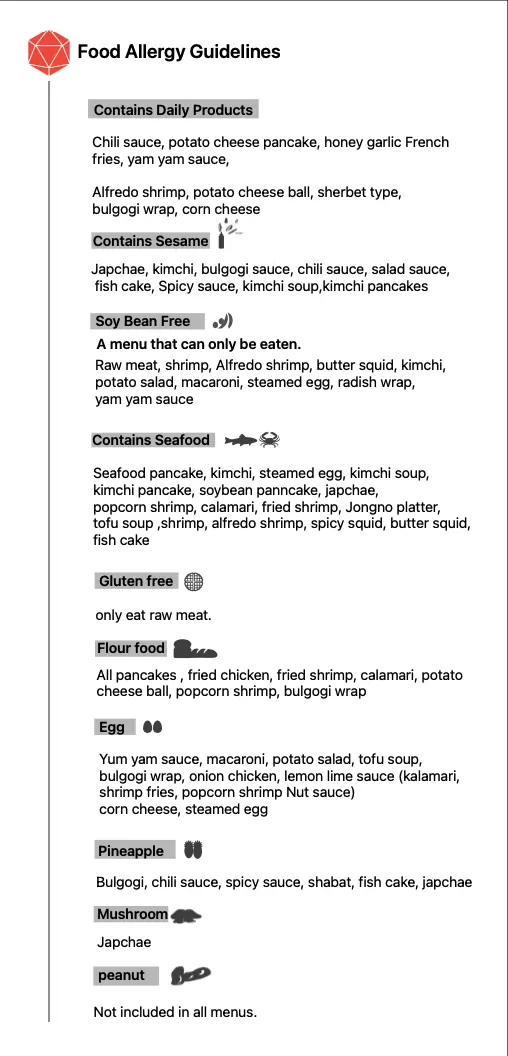 Food Allergy Guidelines
Contains Daily Products
Chili sauce, potato cheese pancake, honey garlic French
fries, yam yam sauce,
Alfredo shrimp, potato cheese ball, sherbet type,
bulgogi wrap, corn cheese
Contains Sesame
Japchae, kimchi, bulgogi sauce, chili sauce, salad sauce,
fish cake, Spicy sauce, kimchi soup,kimchi pancakes
Soy Bean Free
A menu that can only be eaten.
Raw meat, shrimp, Alfredo shrimp, butter squid, kimchi,
potato salad, macaroni, steamed egg, radish wrap,
yam yam sauce
Contains Seafood
Seafood pancake, kimchi, steamed egg, kimchi soup,
kimchi pancake, soybean panncake, japchae,
popcorn shrimp, calamari, fried shrimp, Jongno platter,
tofu soup ,shrimp, alfredo shrimp, spicy squid, butter squid,
fish cake
Gluten free
only eat raw meat.
Flour food
All pancakes , fried chicken, fried shrimp, calamari, potato
cheese ball, popcorn shrimp, bulgogi wrap
Egg
Yum yam sauce, macaroni, potato salad, tofu soup,
bulgogi wrap, onion chicken, lemon lime sauce (kalamari,
shrimp fries, popcorn shrimp Nut sauce)
corn cheese, steamed egg
Pineapple
Bulgogi, chili sauce, spicy sauce, shabat, fish cake, japchae
Mushroom
Japchae
peanut
Not included in all menus.